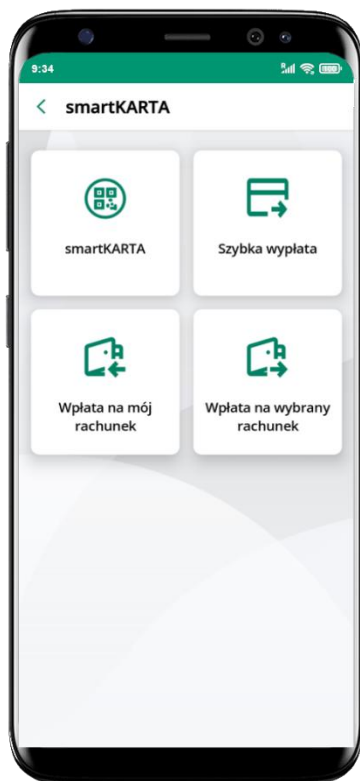 9:34
R
smartKARTA
smartKARTA
Szybka wypłata
Wpłata na mój
rachunek
Wpłata na wybrany
rachunek